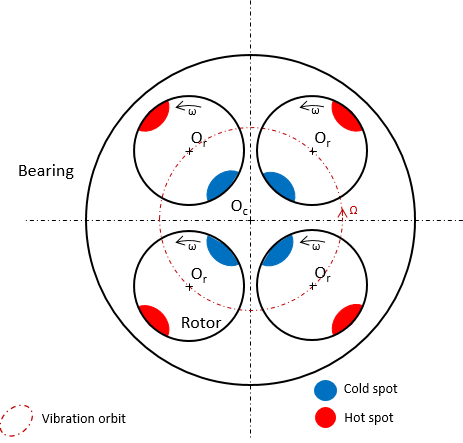 ω
ω
Or
Or
Bearing
Oc
Ω
ω
ω
Or
Or
Rotor
Cold spot
Hot spot
Vibration orbit